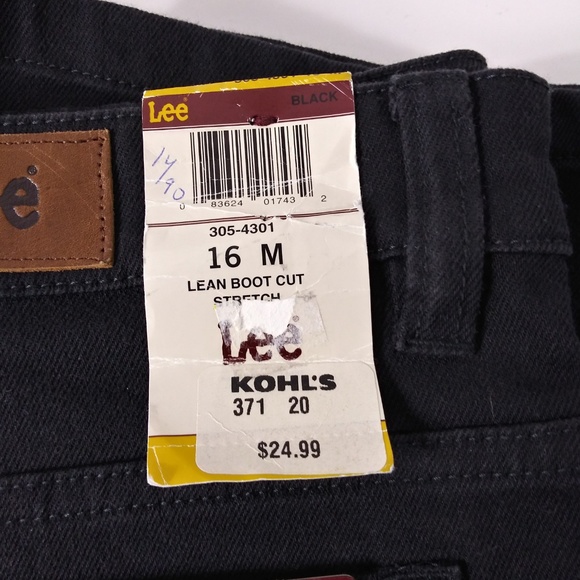 Lee
BLACK
14/90
0 83624 01743 2
305-4301
16 M
LEAN BOOT CUT
STRETCH
Lee
KOHL'S
371 20
$24.99
e